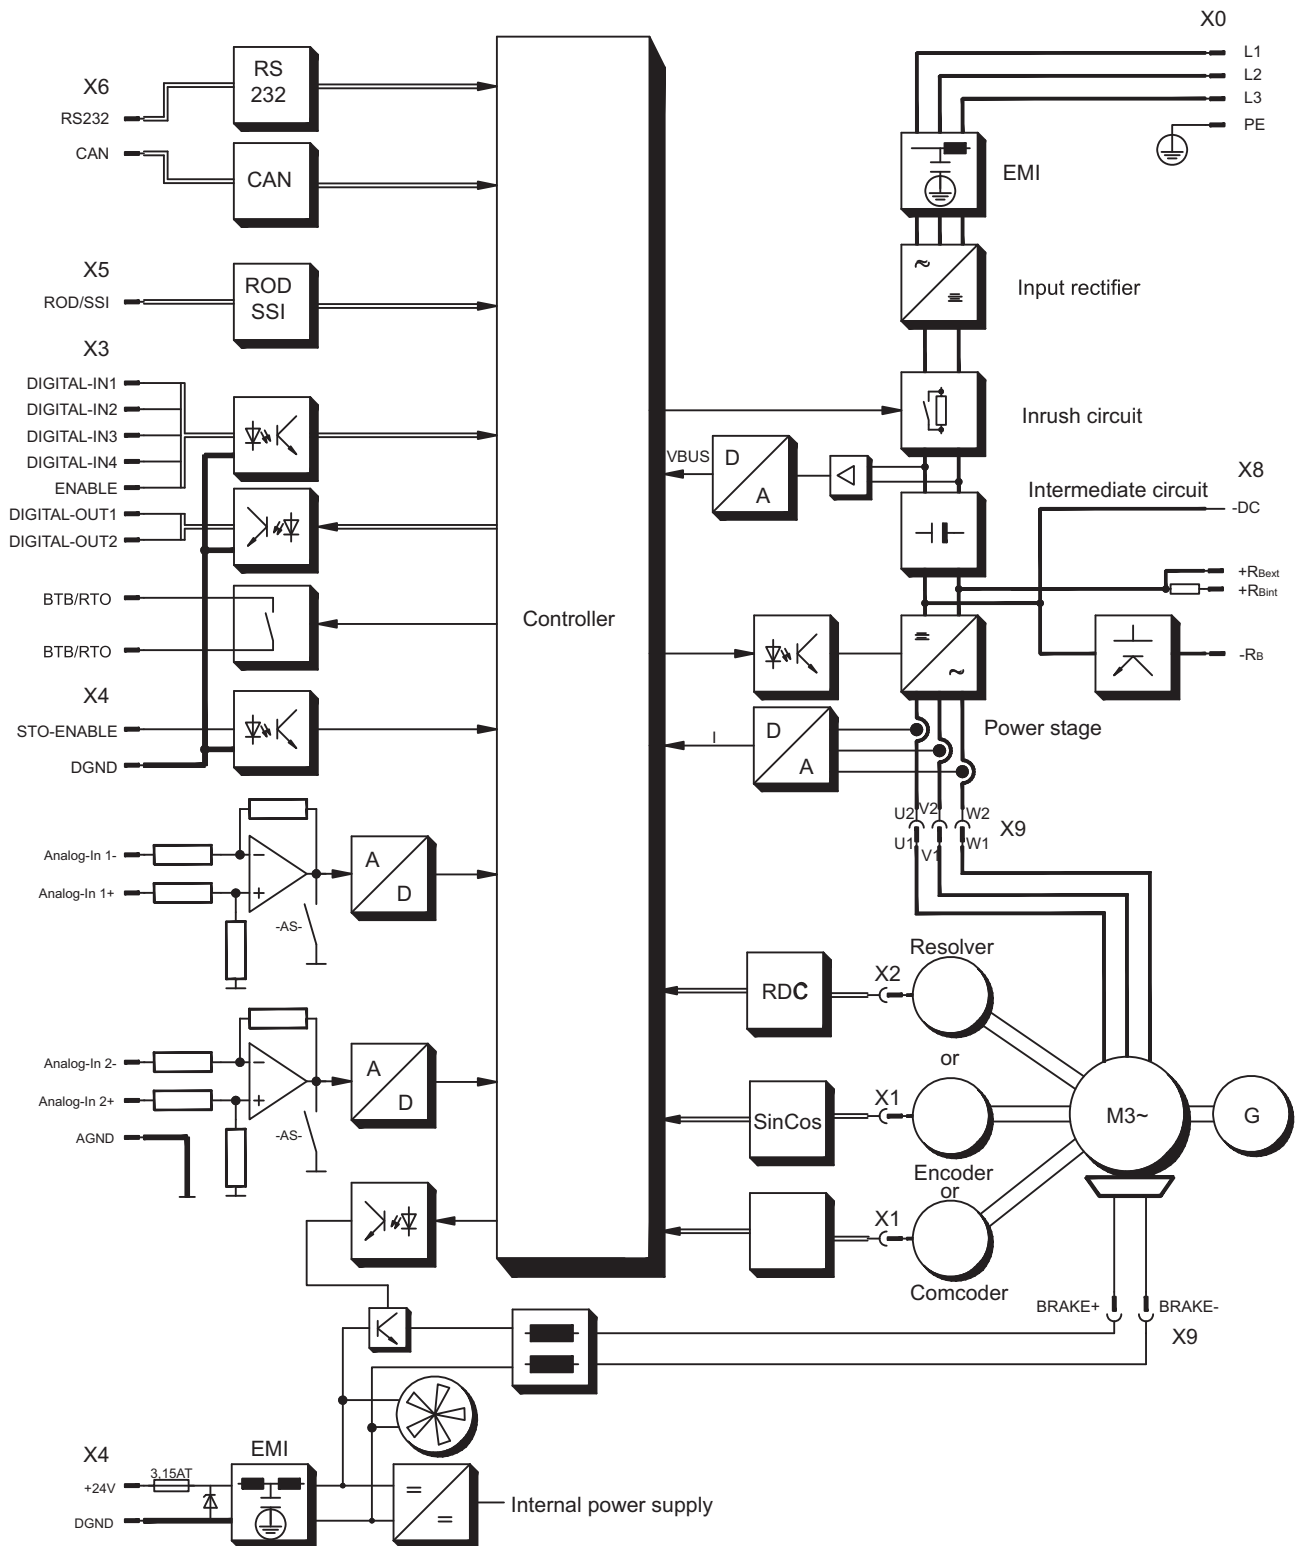 X0
L1
L2
L3
PE
EMI
Input rectifier
Inrush circuit
X8
Intermediate circuit
-DC
+RBext
+RBint
-RB
Power stage
X6
RS232
CAN
RS
232
CAN
X5
ROD/SSI
ROD
SSI
X3
DIGITAL-IN1
DIGITAL-IN2
DIGITAL-IN3
DIGITAL-IN4
ENABLE
DIGITAL-OUT1
DIGITAL-OUT2
BTB/RTO
BTB/RTO
X4
STO-ENABLE
DGND
Controller
VBUS
D
A
I
D
A
U2
V2
W2
X9
U1
V1
W1
Analog-In 1-
Analog-In 1+
-AS-
A
D
Analog-In 2-
Analog-In 2+
AGND
-AS-
A
D
RDC
X2
Resolver
or
SinCos
X1
Encoder
or
X1
Comcoder
M3~
G
BRAKE+
BRAKE-
X9
X4
+24V
3,15AT
DGND
EMI
Internal power supply